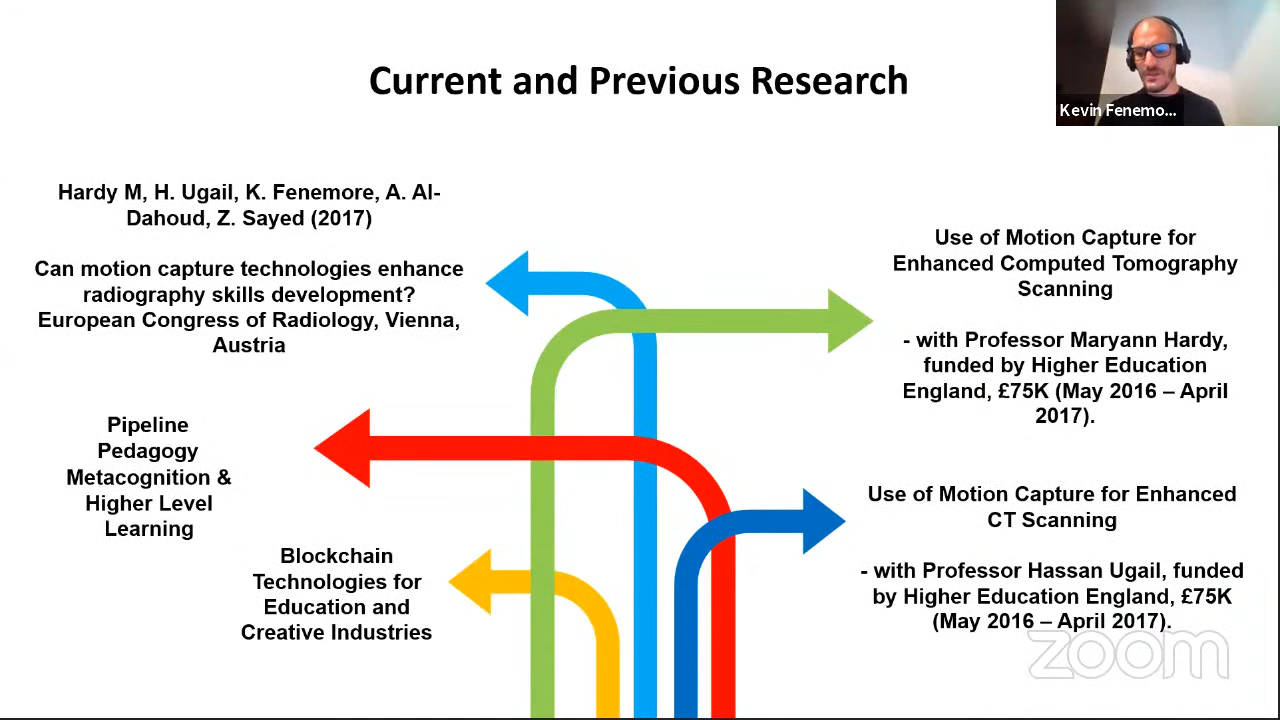 Current and Previous Research
Kevin Fenemo...
Hardy M, H. Ugail, K. Fenemore, A. Al-
Dahoud, Z. Sayed (2017)
Can motion capture technologies enhance
radiography skills development?
European Congress of Radiology, Vienna,
Austria
Use of Motion Capture for
Enhanced Computed Tomography
Scanning
- with Professor Maryann Hardy,
funded by Higher Education
England, £75K (May 2016 – April
2017).
Pipeline
Pedagogy
Metacognition &
Higher Level
Learning
Blockchain
Technologies for
Education and
Creative Industries
Use of Motion Capture for Enhanced
CT Scanning
- with Professor Hassan Ugail, funded
by Higher Education England, £75K
(May 2016 – April 2017).
zoom